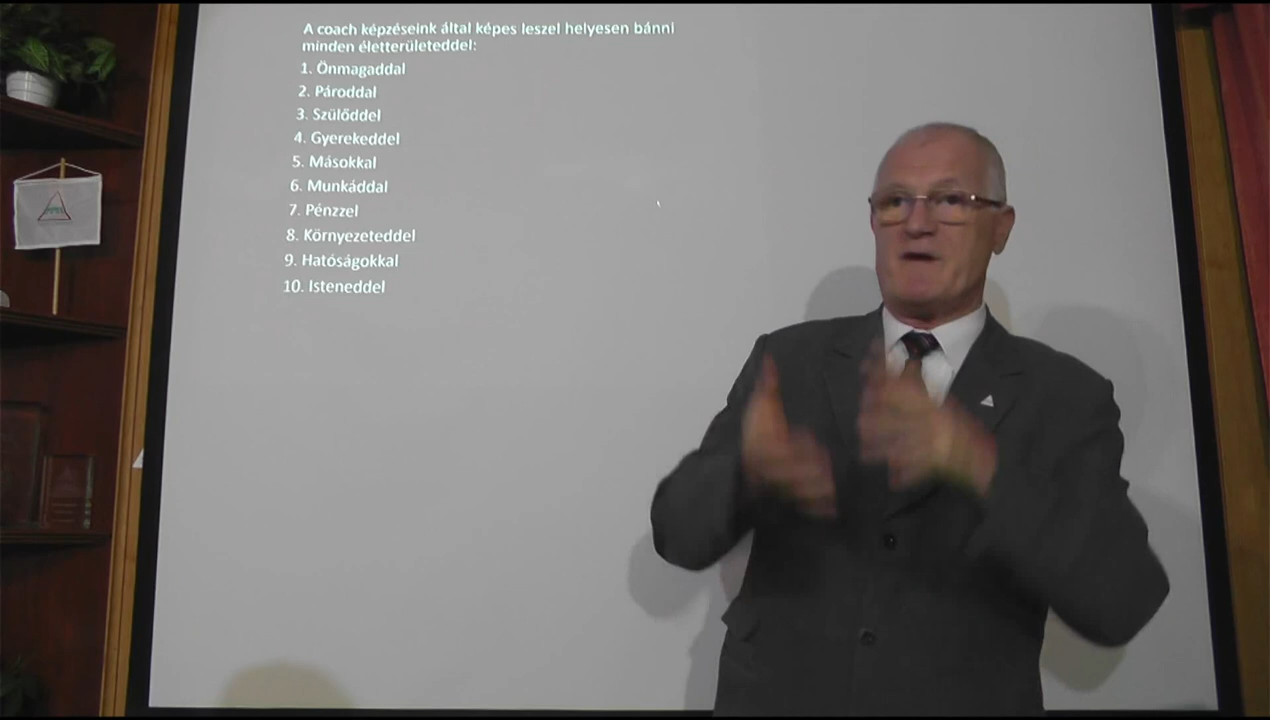 A coach képzéseink által képes leszel helyesen bánni
minden életterületeddel:
1. Önmagaddal
2. Pároddal
3. Szülőddel
4. Gyerekeddel
5. Másokkal
6. Munkáddal
7. Pénzzel
8. Környezeteddel
9. Hatóságokkal
10. Isteneddel